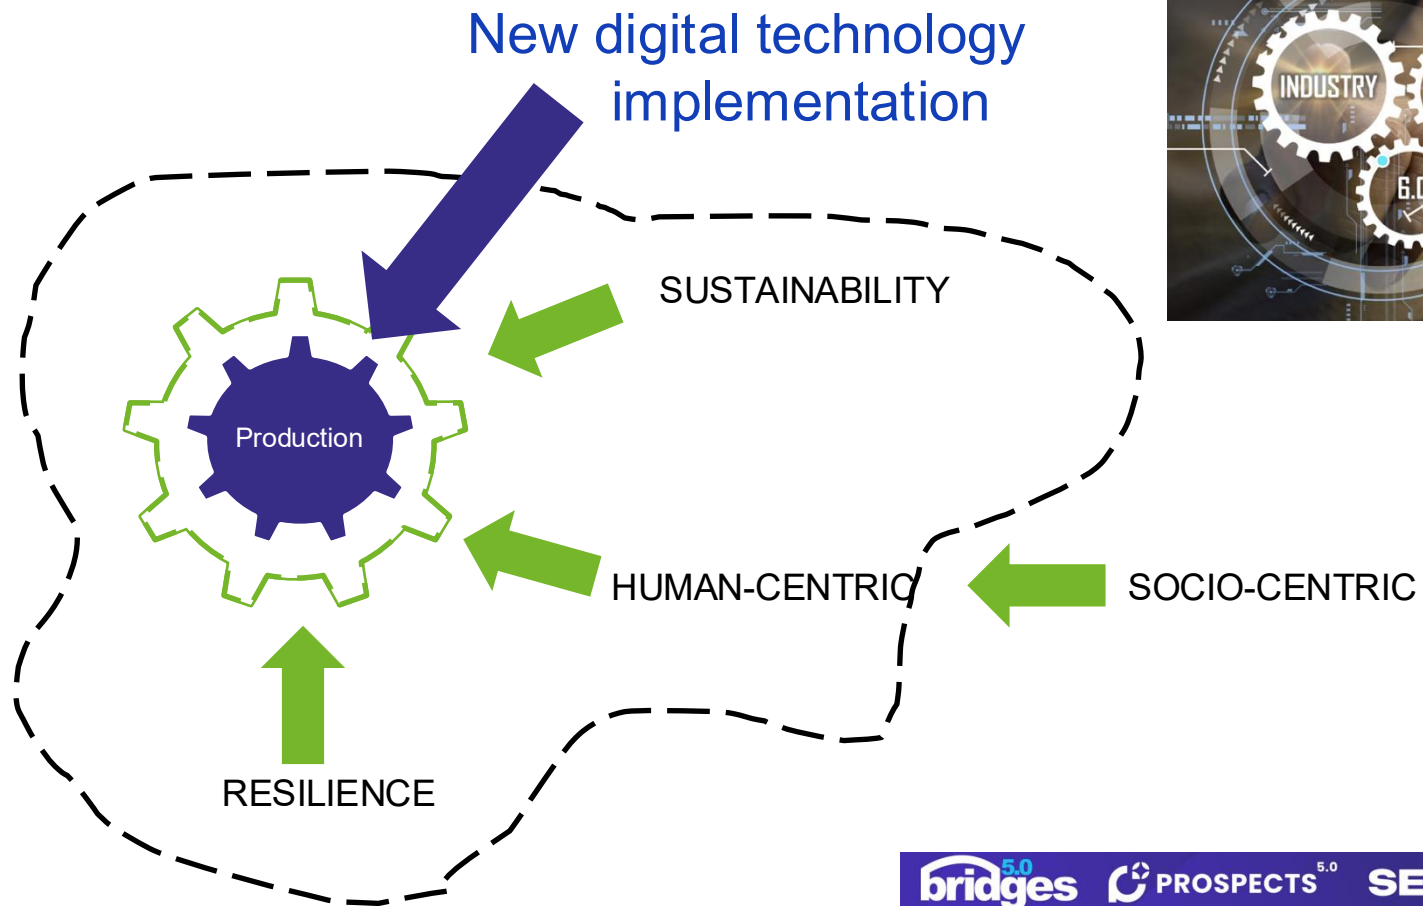 New digital technology
implementation
INDUSTRY
SUSTAINABILITY
Production
HUMAN-CENTRIC
SOCIO-CENTRIC
RESILIENCE
bridges 5.0
PROSPECTS 5.0